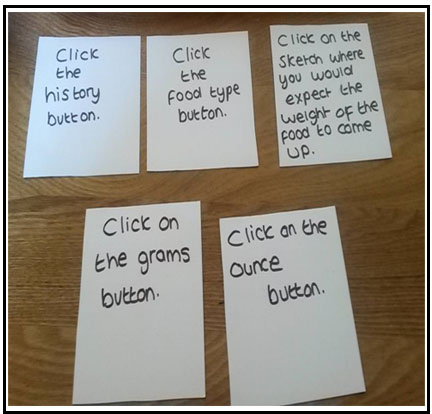 Click
the
history
button.
Click
the
food type
button.
Click on the
sketch where
you would
expect the
weight of the
food to come
up.
Click on
the grams
button.
Click on the
ounce
button.